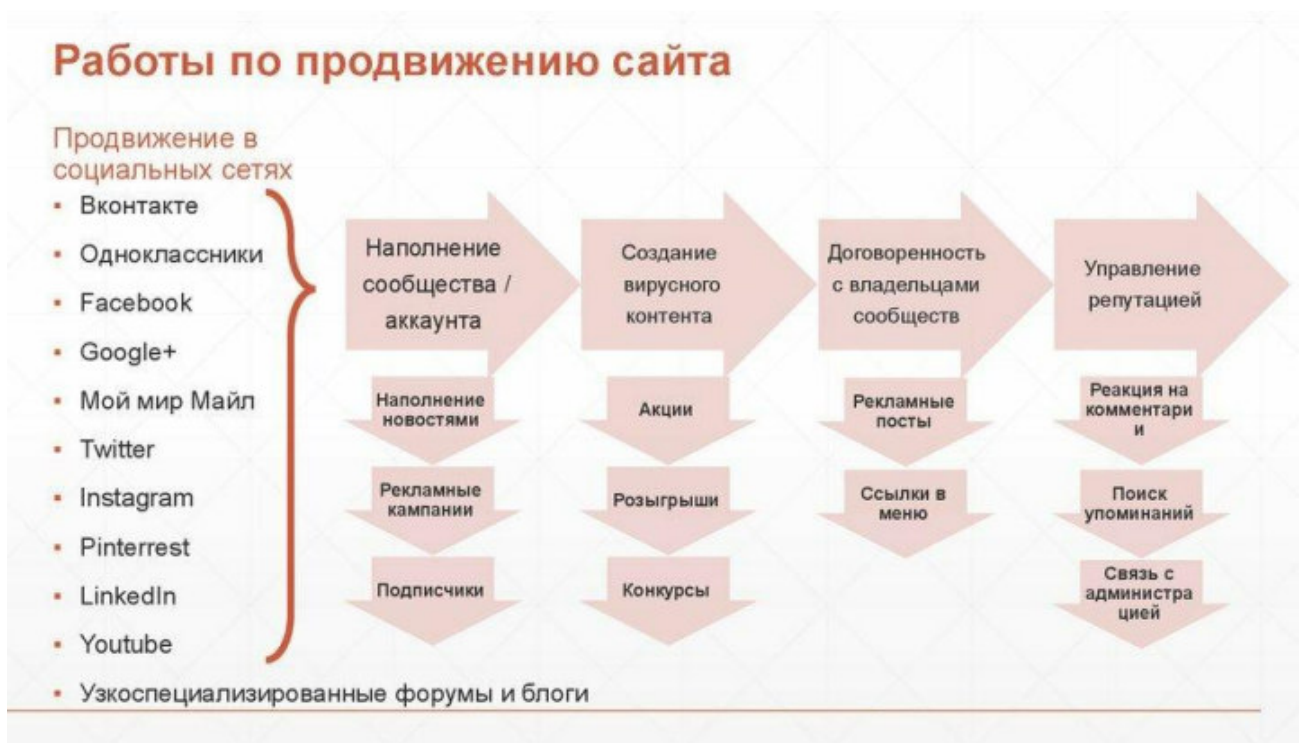 Работы по продвижению сайта
Продвижение в
социальных сетях
▪ Вконтакте
▪ Одноклассники
▪ Facebook
▪ Google+
▪ Мой мир Майл
▪ Twitter
▪ Instagram
▪ Pinterrest
▪ LinkedIn
▪ Youtube
▪ Узкоспециализированные форумы и блоги
Наполнение
сообщества /
аккаунта
Наполнение
новостями
Рекламные
кампании
Подписчики
Создание
вирусного
контента
Акции
Розыгрыши
Конкурсы
Договоренность
с владельцами
сообществ
Рекламные
посты
Ссылки в
меню
Управление
репутацией
Реакция на
комментари
и
Поиск
упоминаний
Связь с
администра
цией